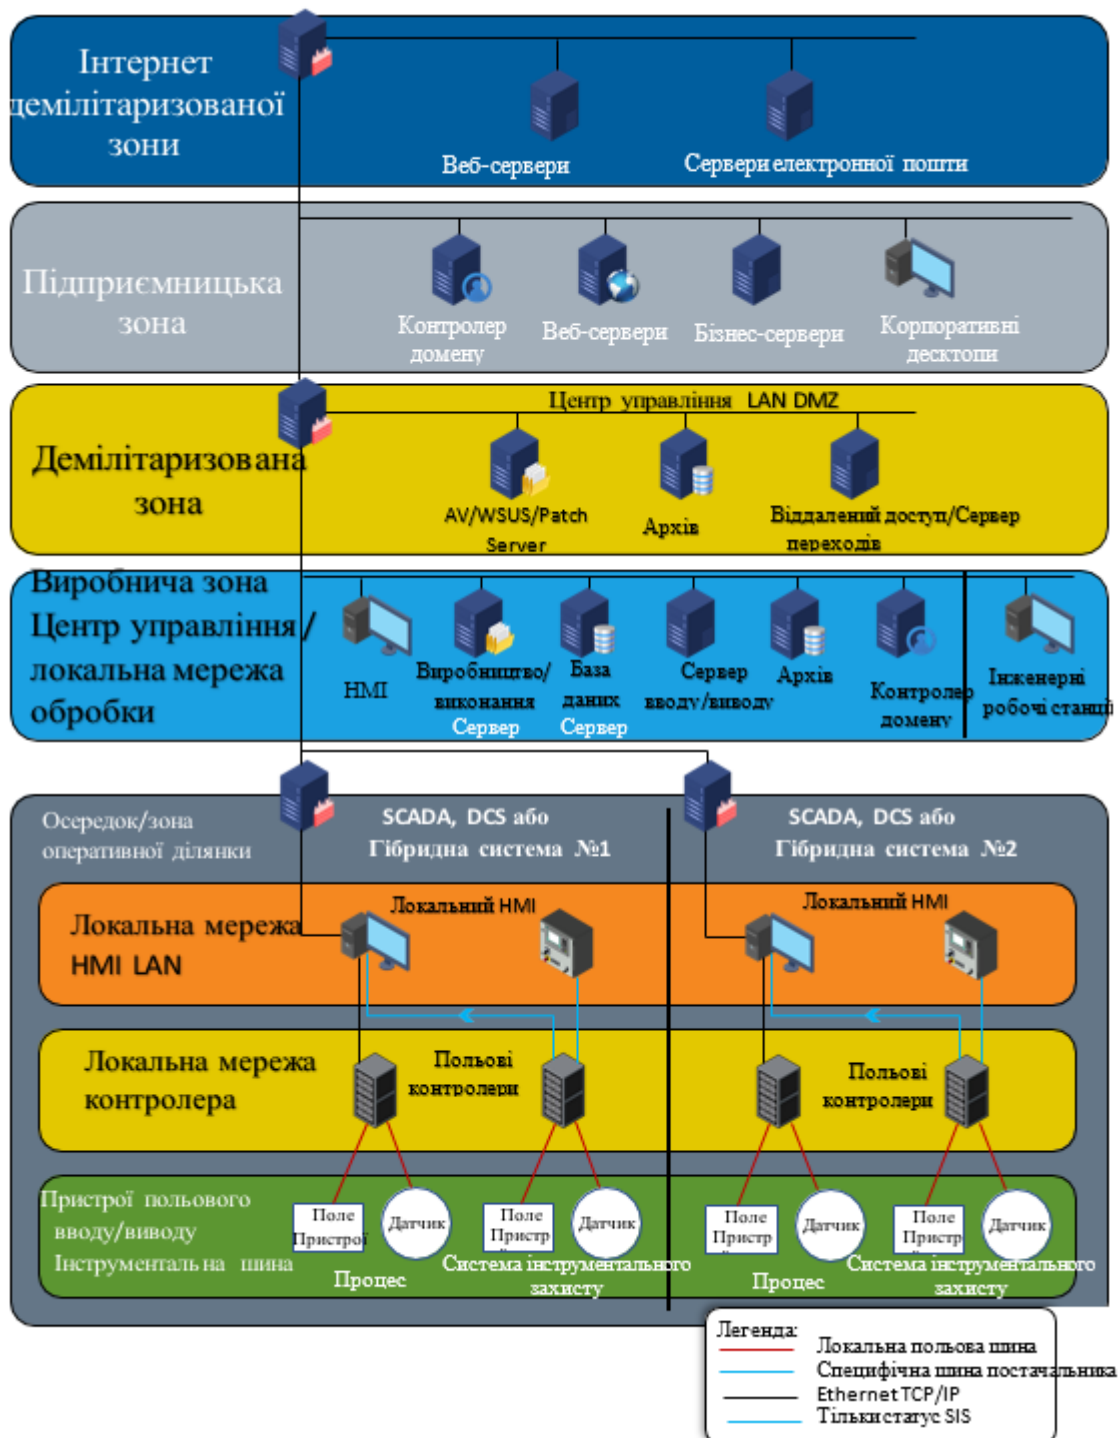 Інтернет
демілітаризованої
зони
Веб-сервери
Сервери електронної пошти
Підприємницька
зона
Контролер
домену
Веб-сервери
Бізнес-сервери
Корпоративні
десктопи
Центр управління LAN DMZ
Демілітаризована
зона
AV/WSUS/Patch
Server
Архів
Віддалений доступ/Сервер
переходів
Виробнича зона
Центр управління/
локальна мережа
обробки
HMI
Виробництво/
виконання
Сервер
База
даних
Сервер
Сервер
вводу/виводу
Архів
Контролер
домену
Інженерні
робочі станції
Осередок/зона
оперативної ділянки
SCADA, DCS або
Гібридна система №1
SCADA, DCS або
Гібридна система №2
Локальна мережа
HMI LAN
Локальний HMI
Локальний HMI
Локальна мережа
контролера
Польові
контролери
Польові
контролери
Пристрої польового
вводу/виводу
Інструментальна шина
Поле
Пристрої
Датчик
Процес
Поле
Пристр
Датчик
Система інструментального
захисту
Поле
Пристр
Датчик
Процес
Поле
Пристр
Датчик
Система інструментального
захисту
Легенда:
Локальна польова шина
Специфічна шина постачальника
Ethernet TCP/IP
Тільки статус SIS